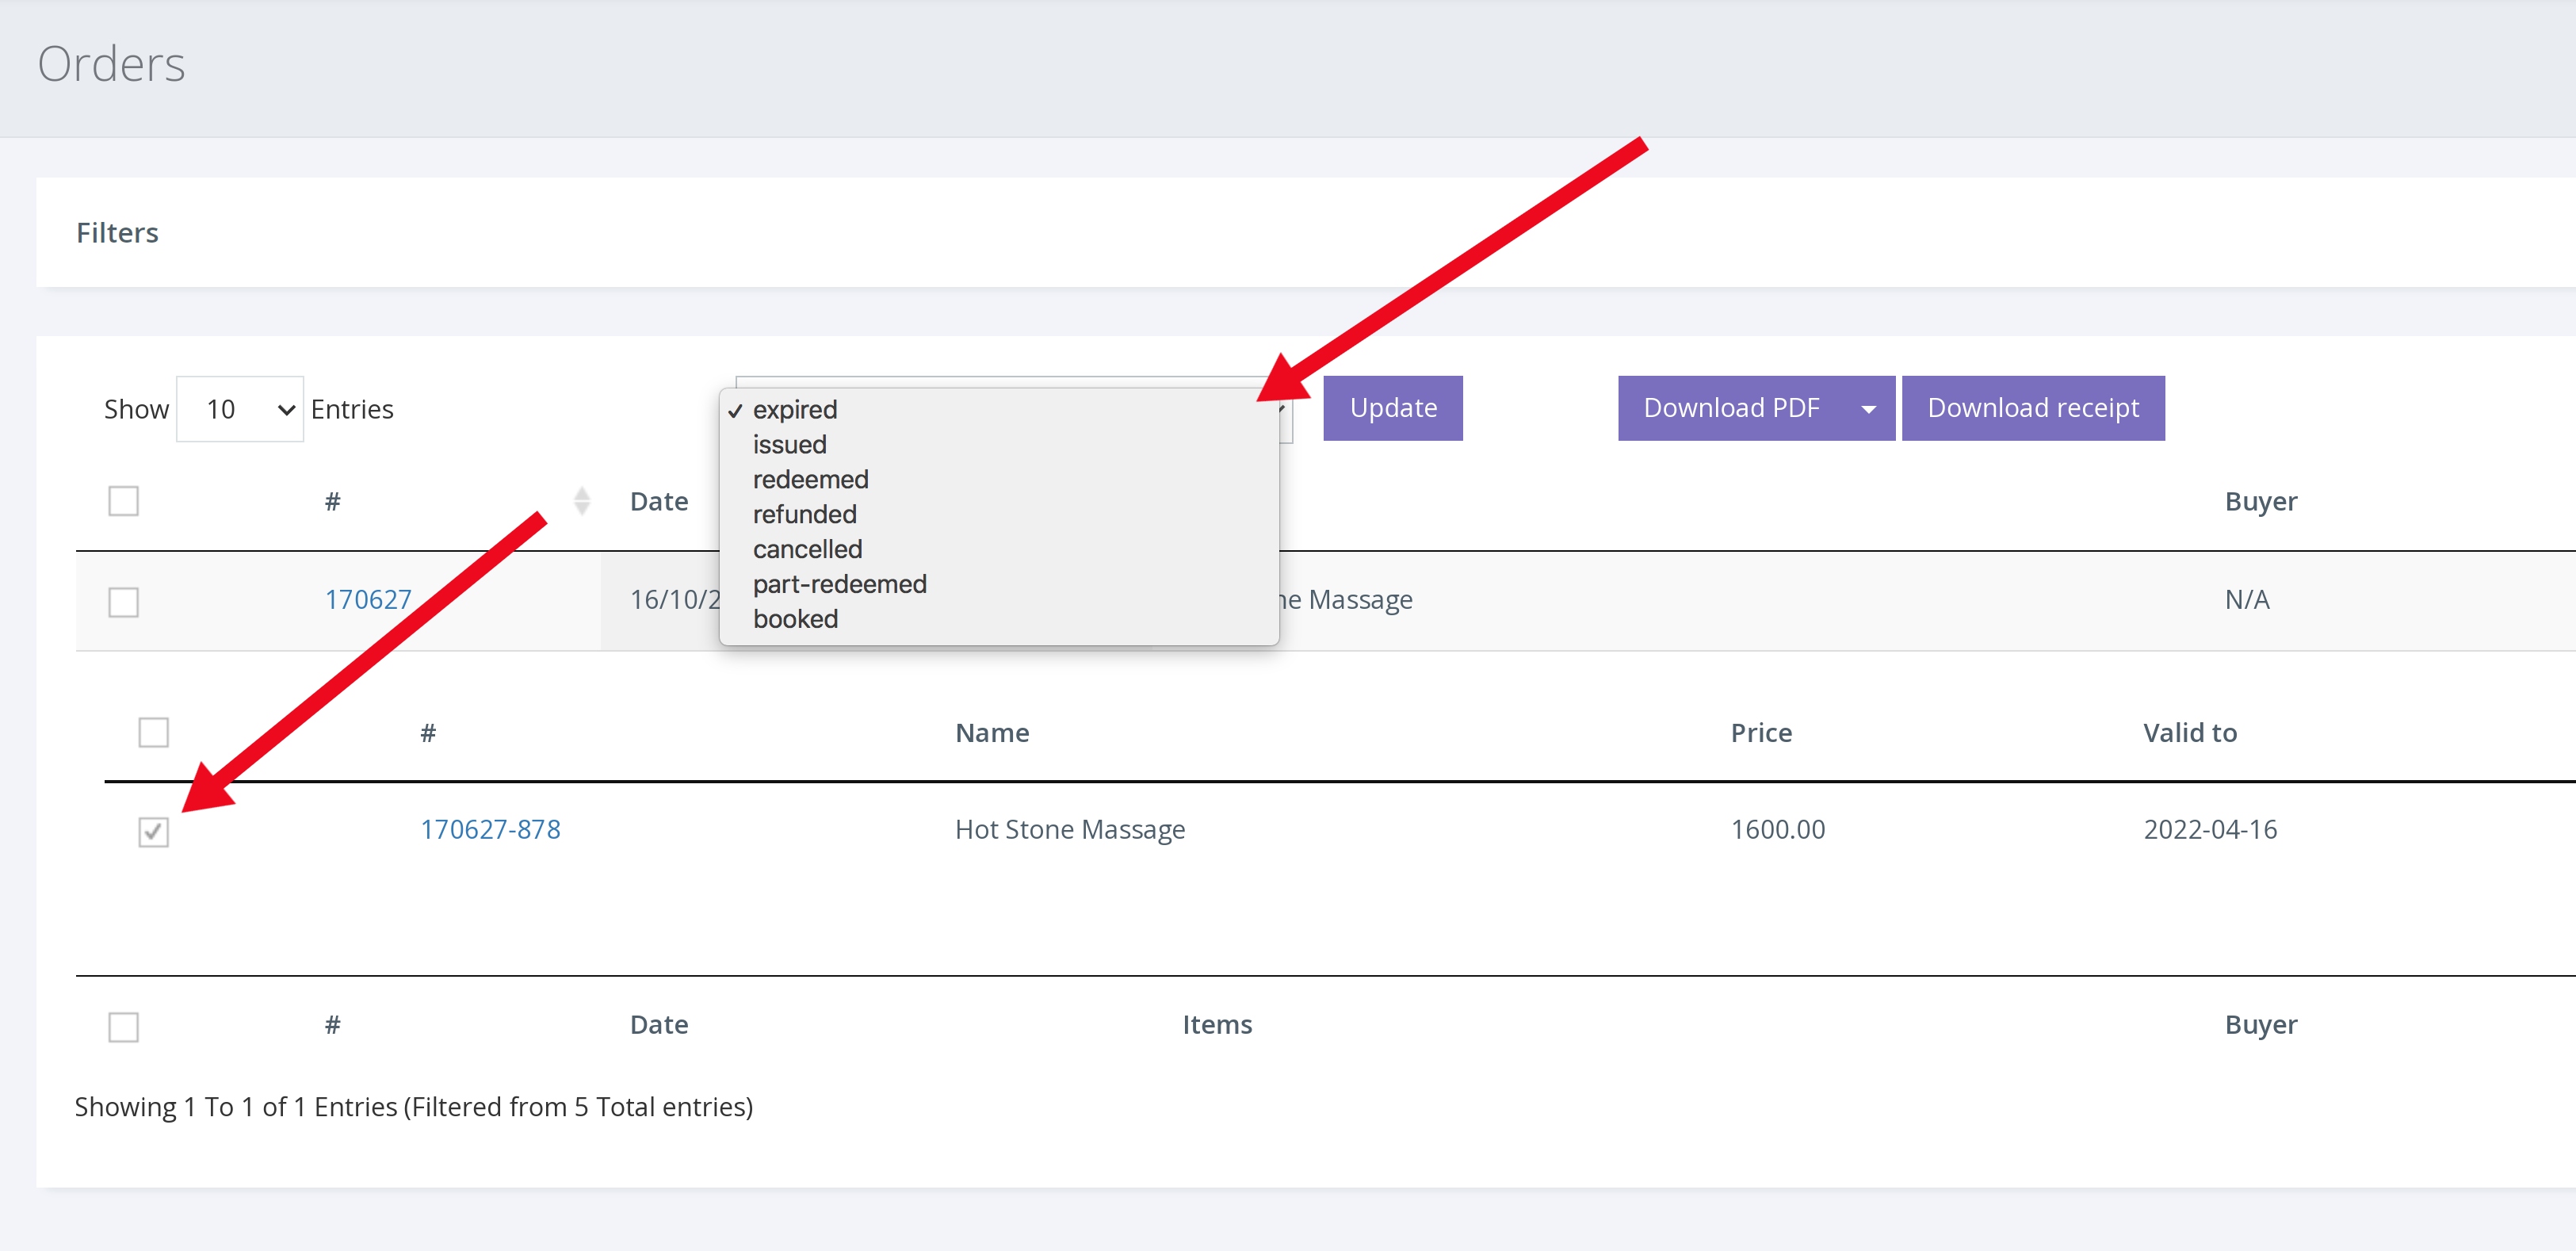 Orders
Filters
Show 10 Entries
expired
issued
redeemed
refunded
cancelled
part-redeemed
booked
Update
Download PDF
Download receipt
# Date Buyer
170627 16/10/2 ne Massage N/A
# Name Price Valid to
170627-878 Hot Stone Massage 1600.00 2022-04-16
# Date Items Buyer
Showing 1 To 1 of 1 Entries (Filtered from 5 Total entries)